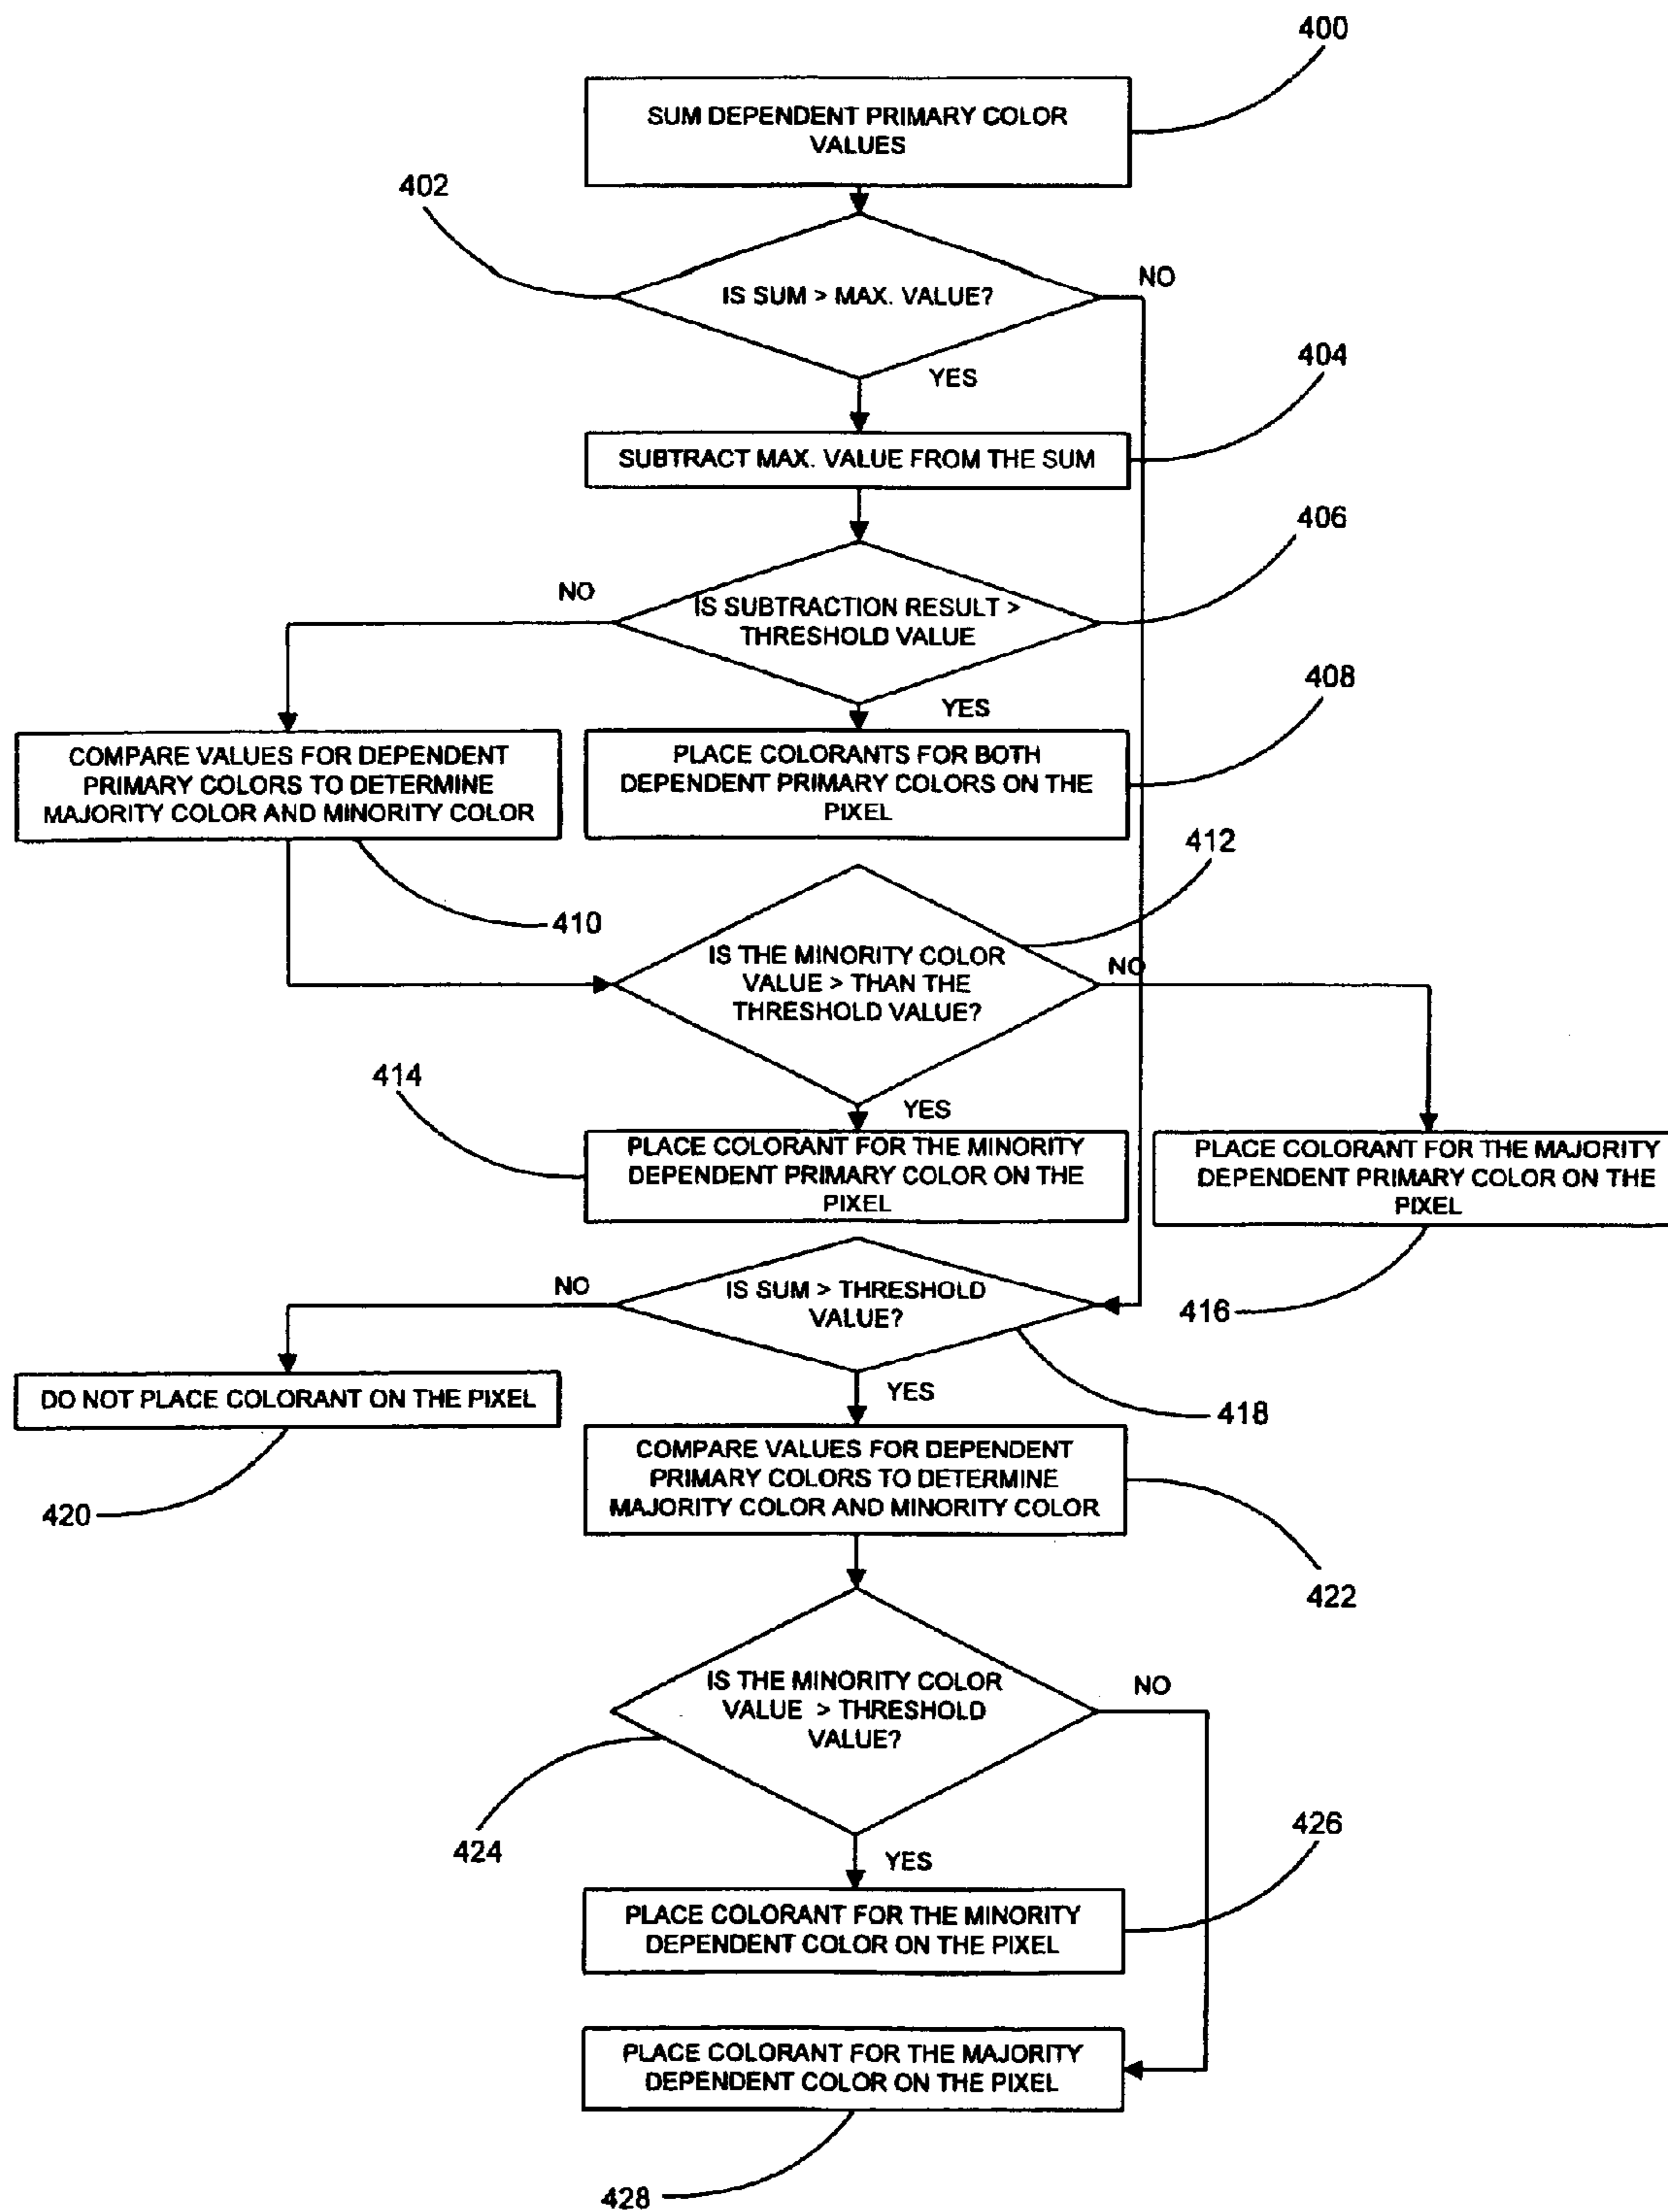 400
SUM DEPENDENT PRIMARY COLOR
VALUES
402
IS SUM > MAX. VALUE?
NO
YES
404
SUBTRACT MAX. VALUE FROM THE SUM
406
NO
IS SUBTRACTION RESULT >
THRESHOLD VALUE
YES
408
COMPARE VALUES FOR DEPENDENT
PRIMARY COLORS TO DETERMINE
MAJORITY COLOR AND MINORITY COLOR
PLACE COLORANTS FOR BOTH
DEPENDENT PRIMARY COLORS ON THE
PIXEL
412
410
IS THE MINORITY COLOR
VALUE > THAN THE
THRESHOLD VALUE?
NO
414
YES
PLACE COLORANT FOR THE MINORITY
DEPENDENT PRIMARY COLOR ON THE
PIXEL
PLACE COLORANT FOR THE MAJORITY
DEPENDENT PRIMARY COLOR ON THE
PIXEL
NO
IS SUM > THRESHOLD
VALUE?
416
DO NOT PLACE COLORANT ON THE PIXEL
YES
418
420
COMPARE VALUES FOR DEPENDENT
PRIMARY COLORS TO DETERMINE
MAJORITY COLOR AND MINORITY COLOR
422
IS THE MINORITY COLOR
VALUE > THRESHOLD
VALUE?
NO
424
YES
426
PLACE COLORANT FOR THE MINORITY
DEPENDENT COLOR ON THE PIXEL
PLACE COLORANT FOR THE MAJORITY
DEPENDENT COLOR ON THE PIXEL
428